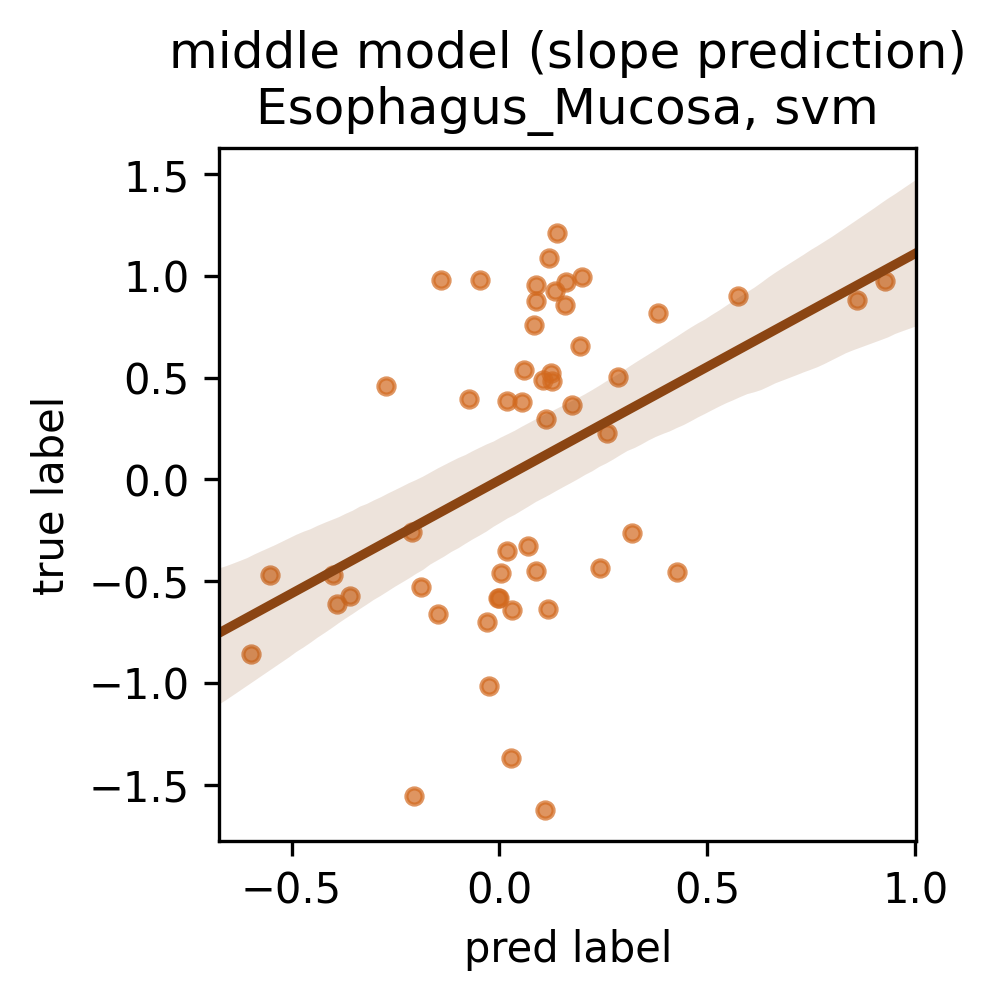 middle model (slope prediction)
Esophagus_Mucosa, svm
1.5
1.0
0.5
0.0
−0.5
−1.0
−1.5
true label
−0.5
0.0
0.5
1.0
pred label